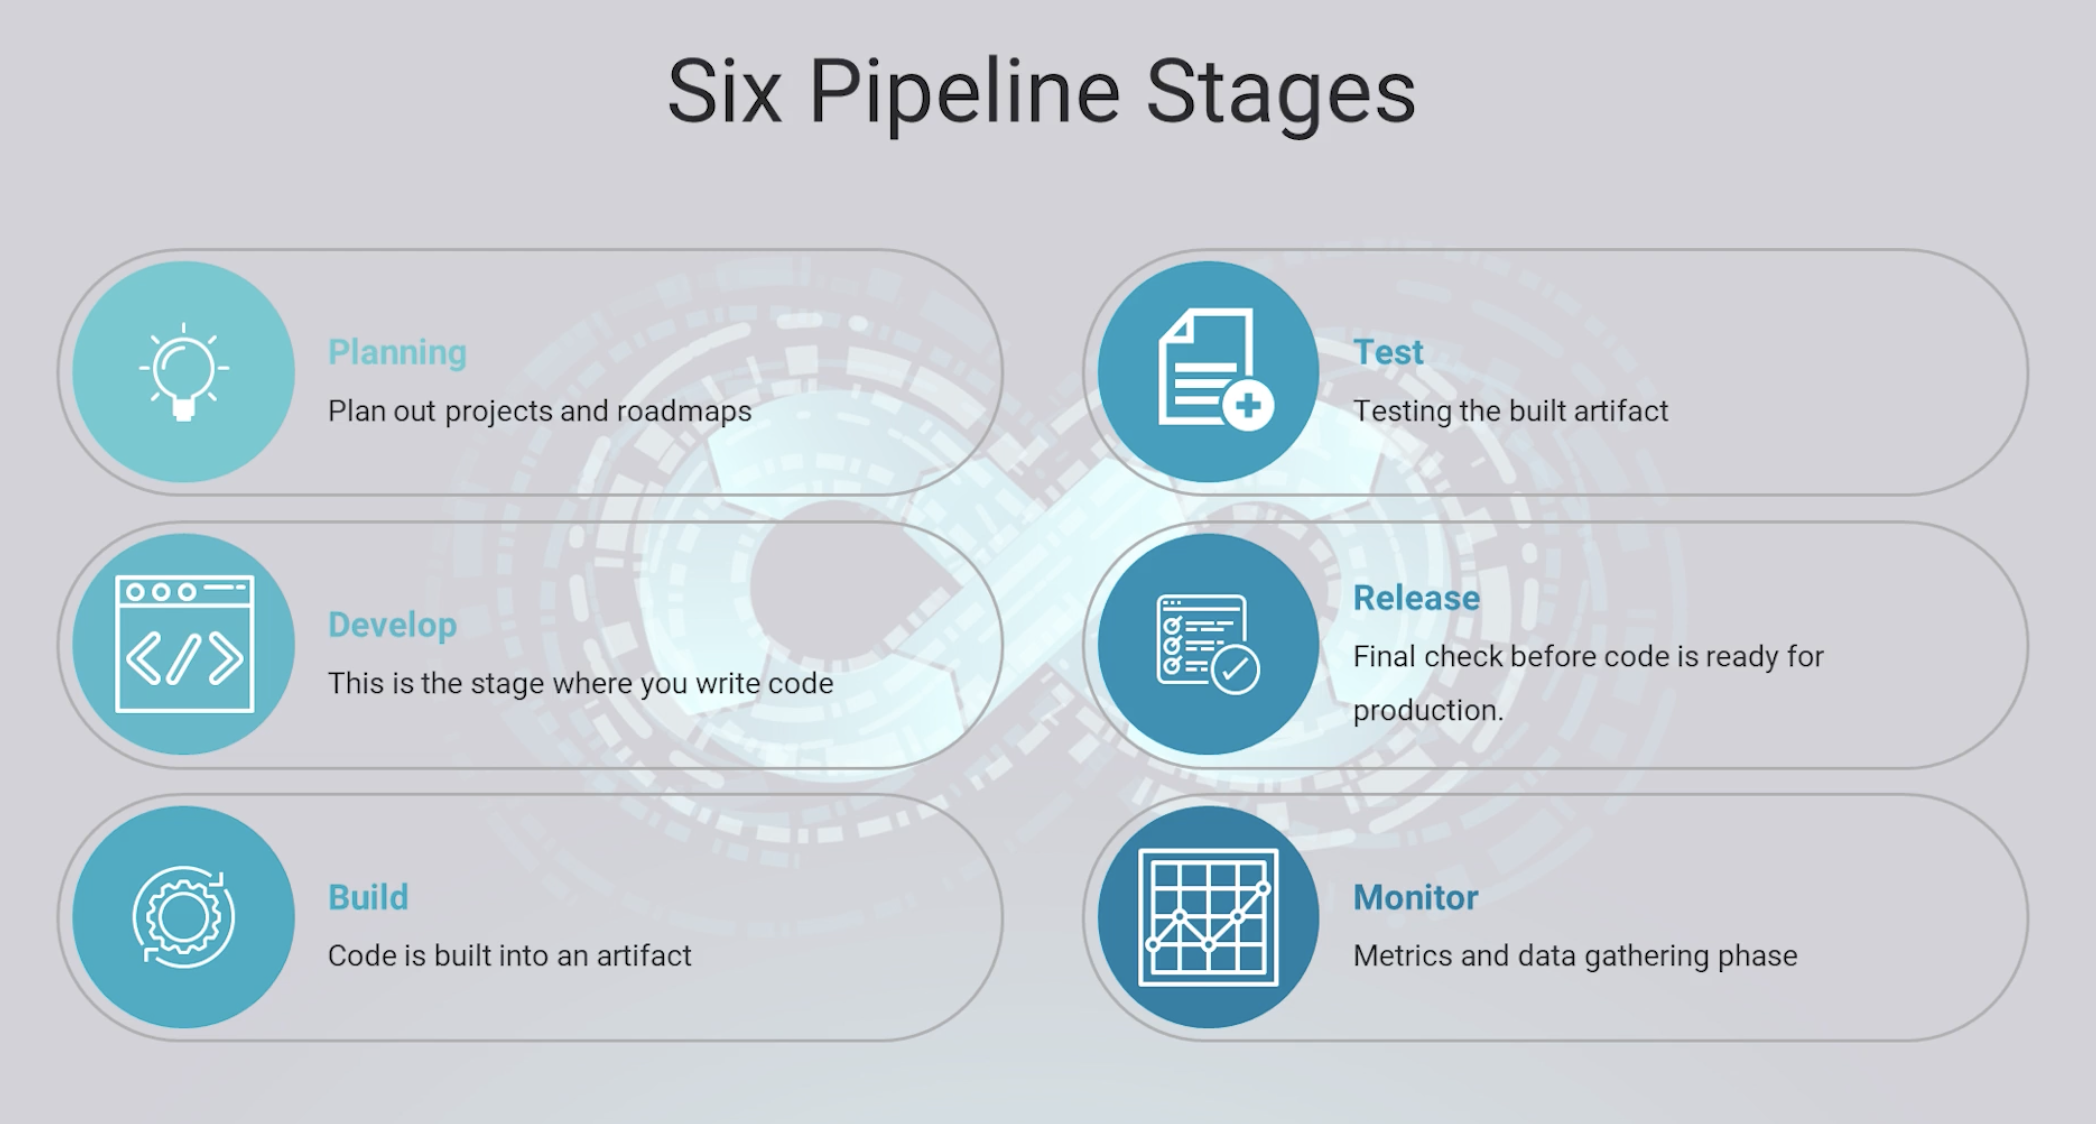 Six Pipeline Stages
Planning
Plan out projects and roadmaps
Develop
This is the stage where you write code
Build
Code is built into an artifact
Test
Testing the built artifact
Release
Final check before code is ready for
production.
Monitor
Metrics and data gathering phase